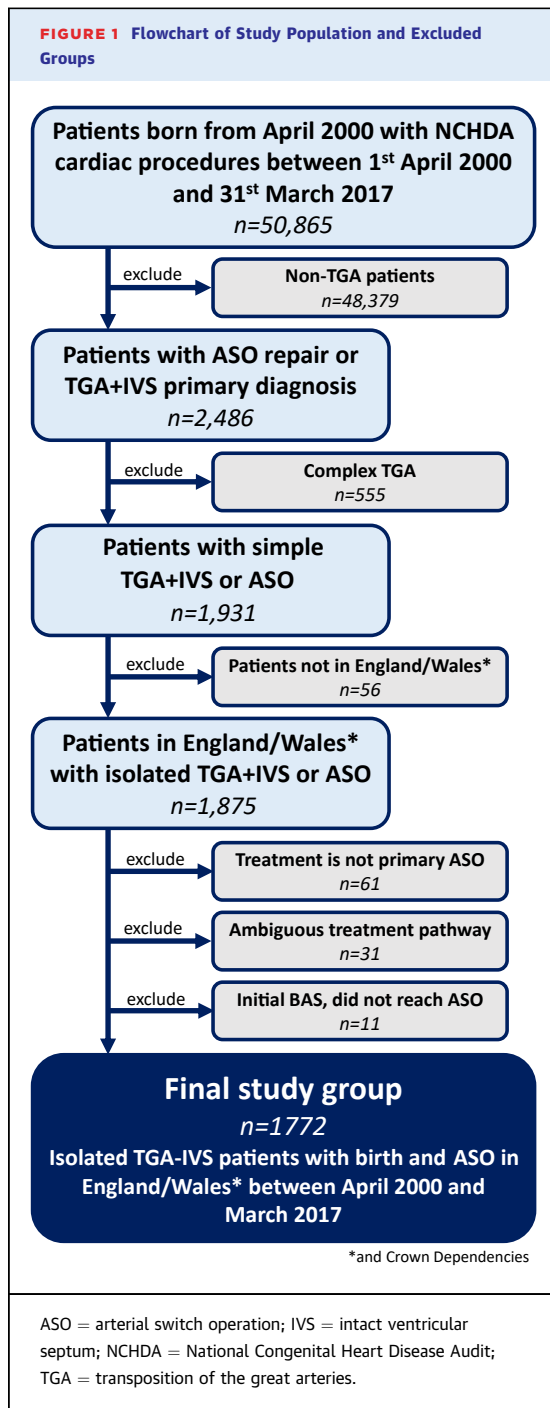 FIGURE 1 Flowchart of Study Population and Excluded
Groups
Patients born from April 2000 with NCHDA
cardiac procedures between 1st April 2000
and 31st March 2017
n=50,865
exclude
Non-TGA patients
n=48,379
Patients with ASO repair or
TGA+IVS primary diagnosis
n=2,486
exclude
Complex TGA
n=555
Patients with simple
TGA+IVS or ASO
n=1,931
exclude
Patients not in England/Wales*
n=56
Patients in England/Wales*
with isolated TGA+IVS or ASO
n=1,875
exclude
Treatment is not primary ASO
n=61
exclude
Ambiguous treatment pathway
n=31
exclude
Initial BAS, did not reach ASO
n=11
Final study group
n=1772
Isolated TGA-IVS patients with birth and ASO in
England/Wales* between April 2000 and
March 2017
*and Crown Dependencies
ASO = arterial switch operation; IVS = intact ventricular
septum; NCHDA = National Congenital Heart Disease Audit;
TGA = transposition of the great arteries.